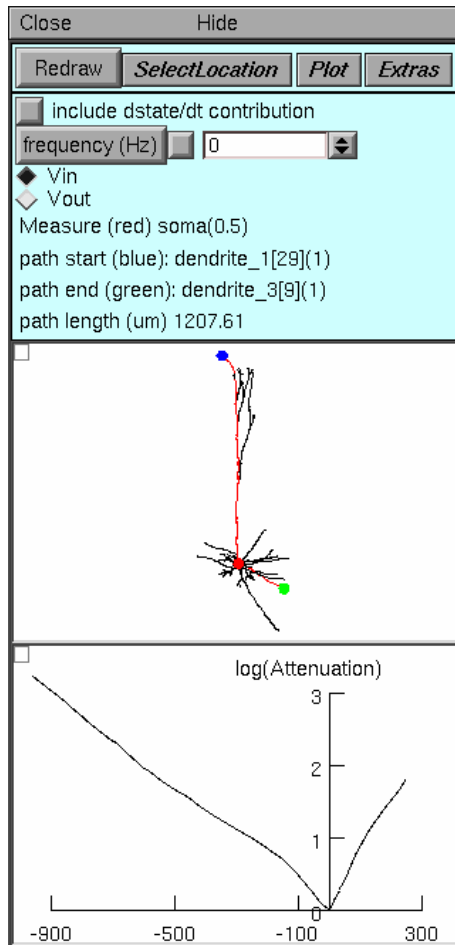 Close Hide
Redraw SelectLocation Plot Extras
include dstate/dt contribution
frequency (Hz) 0
Vin
Vout
Measure (red) soma(0.5)
path start (blue): dendrite_1[29](1)
path end (green): dendrite_3[9](1)
path length (um) 1207.61
log(Attenuation)
3
2
1
0
-900 -500 -100 300